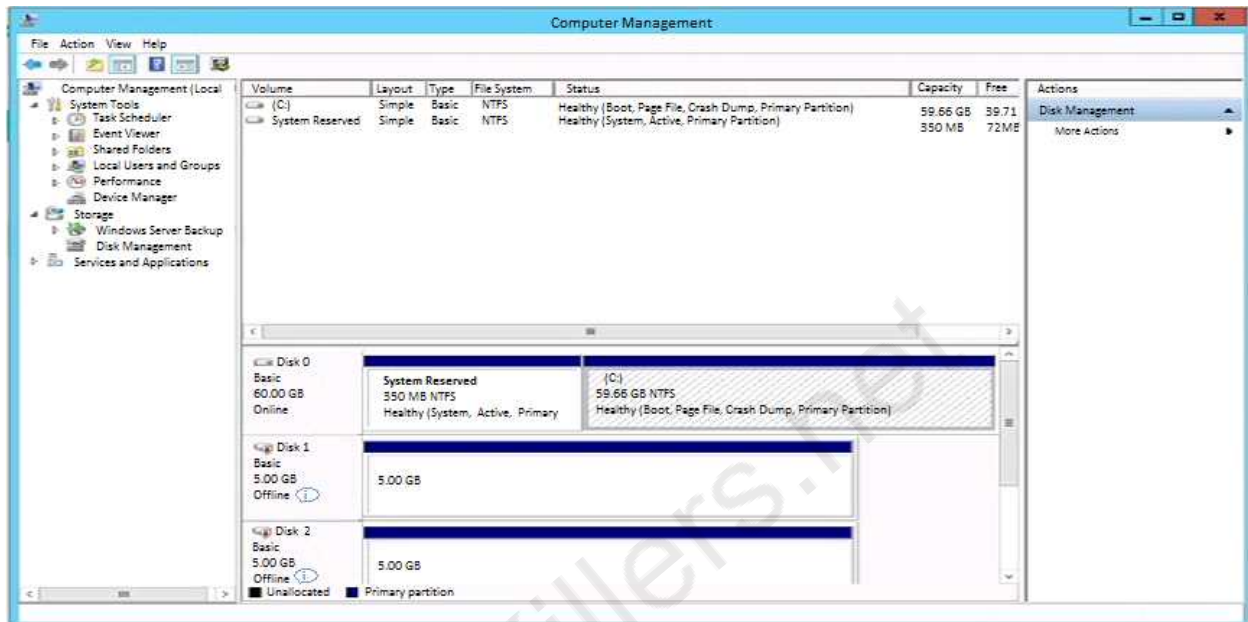 Computer Management
File Action View Help
Computer Management (Local
System Tools
Task Scheduler
Event Viewer
Shared Folders
Local Users and Groups
Performance
Device Manager
Storage
Windows Server Backup
Disk Management
Services and Applications
Volume Layout Type File System Status Capacity Free
(C:) Simple Basic NTFS Healthy (Boot, Page File, Crash Dump, Primary Partition) 59.66 GB 39.71
System Reserved Simple Basic NTFS Healthy (System, Active, Primary Partition) 350 MB 72MB
Disk 0
Basic
60.00 GB
Online
System Reserved
350 MB NTFS
Healthy (System, Active, Primary
(C:)
59.66 GB NTFS
Healthy (Boot, Page File, Crash Dump, Primary Partition)
Disk 1
Basic
5.00 GB
Offline
5.00 GB
Disk 2
Basic
5.00 GB
Offline
5.00 GB
Unallocated Primary partition
Actions
Disk Management
More Actions
illers.net